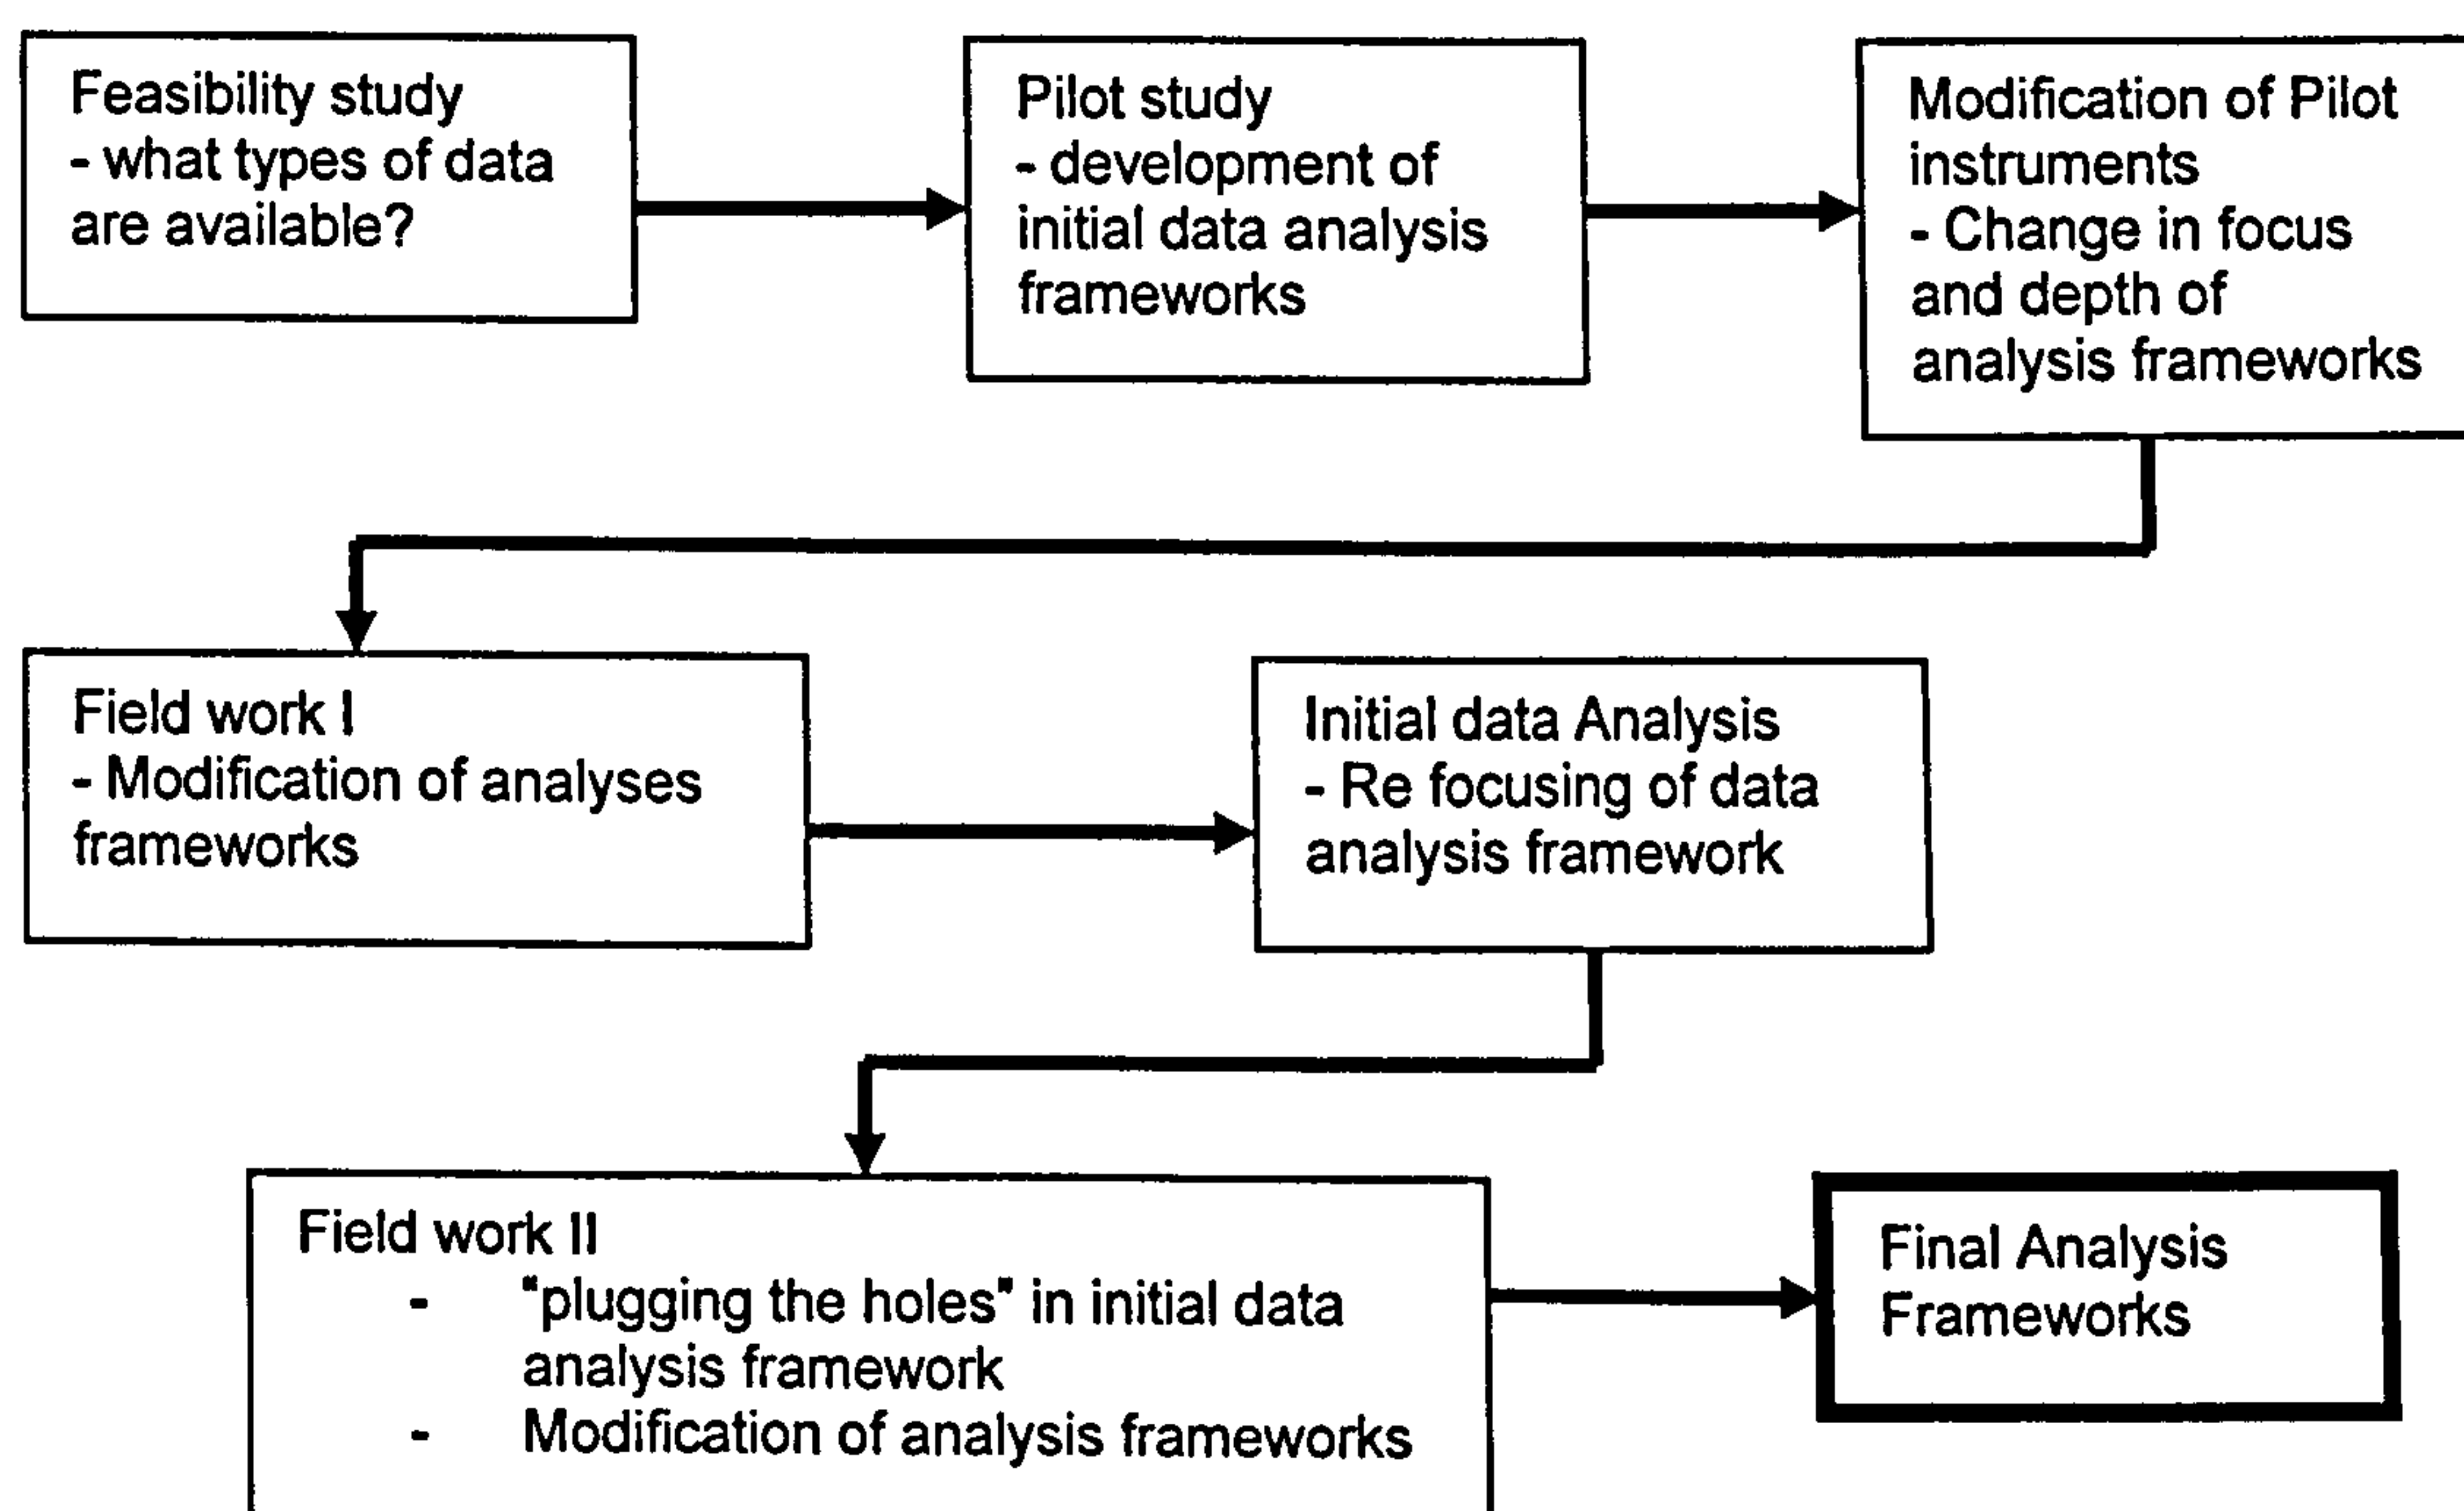 Feasibility study
- what types of data
are available?
Pilot study
- development of
initial data analysis
frameworks
Modification of Pilot
instruments
- Change in focus
and depth of
analysis frameworks
Field work I
- Modification of analyses
frameworks
Initial data Analysis
- Re focusing of data
analysis framework
Field work II
- "plugging the holes" in initial data
analysis framework
- Modification of analysis frameworks
Final Analysis
Frameworks